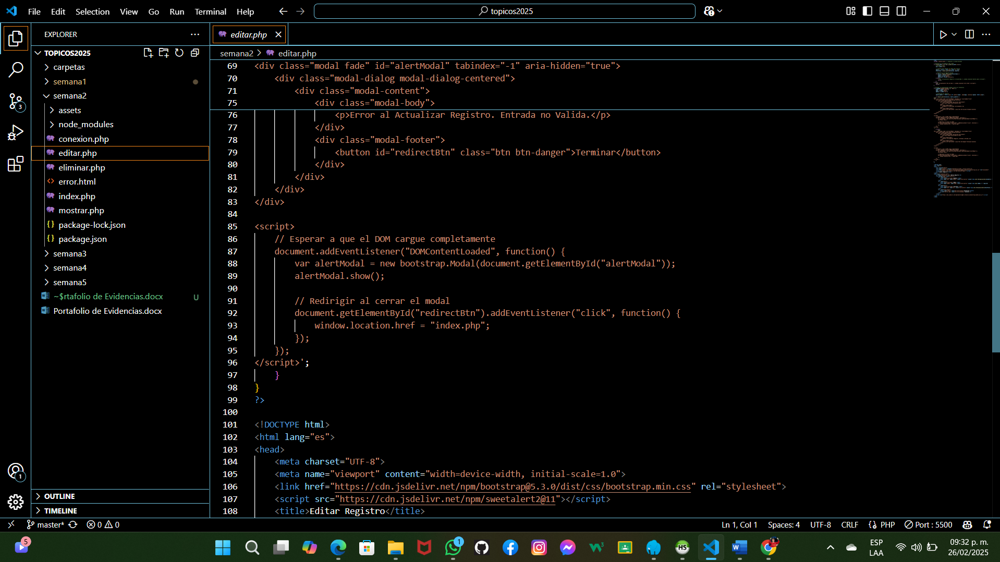 File Edit Selection View Go Run Terminal Help
topicos2025
EXPLORER
TOPICOS2025
carpetas
semana1
semana2
assets
node_modules
conexion.php
editar.php
eliminar.php
error.html
index.php
mostrar.php
package-lock.json
package.json
semana3
semana4
semana5
~$rtafolio de Evidencias.docx U
Portafolio de Evidencias.docx
OUTLINE
TIMELINE
3
1
editar.php
semana2 > editar.php
69 <div class="modal fade" id="alertModal" tabindex="-1" aria-hidden="true">
70 <div class="modal-dialog modal-dialog-centered">
71 <div class="modal-content">
75 <div class="modal-body">
76 <p>Error al Actualizar Registro. Entrada no Valida.</p>
77 </div>
78 <div class="modal-footer">
79 <button id="redirectBtn" class="btn btn-danger">Terminar</button>
80 </div>
81 </div>
82 </div>
83 </div>
84
85 <script>
86 // Esperar a que el DOM cargue completamente
87 document.addEventListener("DOMContentLoaded", function() {
88 var alertModal = new bootstrap.Modal(document.getElementById("alertModal"));
89 alertModal.show();
90
91 // Redirigir al cerrar el modal
92 document.getElementById("redirectBtn").addEventListener("click", function() {
93 window.location.href = "index.php";
94 });
95 });
96 </script>';
97 }
98 }
99 ?>
100
101 <!DOCTYPE html>
102 <html lang="es">
103 <head>
104 <meta charset="UTF-8">
105 <meta name="viewport" content="width=device-width, initial-scale=1.0">
106 <link href="https://cdn.jsdelivr.net/npm/bootstrap@5.3.0/dist/css/bootstrap.min.css" rel="stylesheet">
107 <script src="https://cdn.jsdelivr.net/npm/sweetalert2@11"></script>
108 <title>Editar Registro</title>
master* 0 0 Ln 1, Col 1 Spaces: 4 UTF-8 CRLF PHP Port : 5500
5 1 HS ESP LAA 09:32 p. m. 26/02/2025